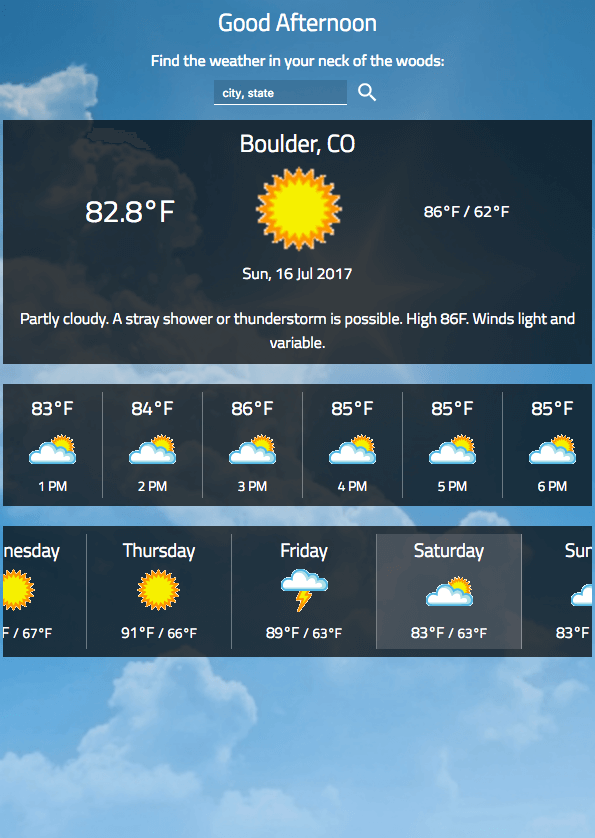 Good Afternoon
Find the weather in your neck of the woods:
city, state
Boulder, CO
82.8°F
86°F / 62°F
Sun, 16 Jul 2017
Partly cloudy. A stray shower or thunderstorm is possible. High 86F. Winds light and
variable.
83°F 84°F 86°F 85°F 85°F 85°F
1 PM 2 PM 3 PM 4 PM 5 PM 6 PM
nesday Thursday Friday Saturday Sun
F / 67°F 91°F / 66°F 89°F / 63°F 83°F / 63°F 83°F